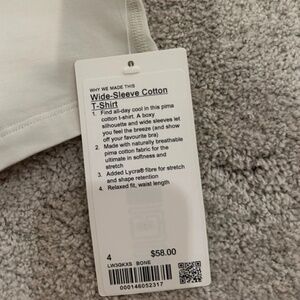 WHY WE MADE THIS
Wide-Sleeve Cotton
T-Shirt
1. Find all-day cool in this pima
cotton t-shirt. A boxy
silhouette and wide sleeves let
you feel the breeze (and show
off your favourite bra)
2. Made with naturally breathable
pima cotton fabric for the
ultimate in softness and
stretch
3. Added Lycra® fibre for stretch
and shape retention
4. Relaxed fit, waist length
4 $58.00
LW3GKXS BONE
000146052317